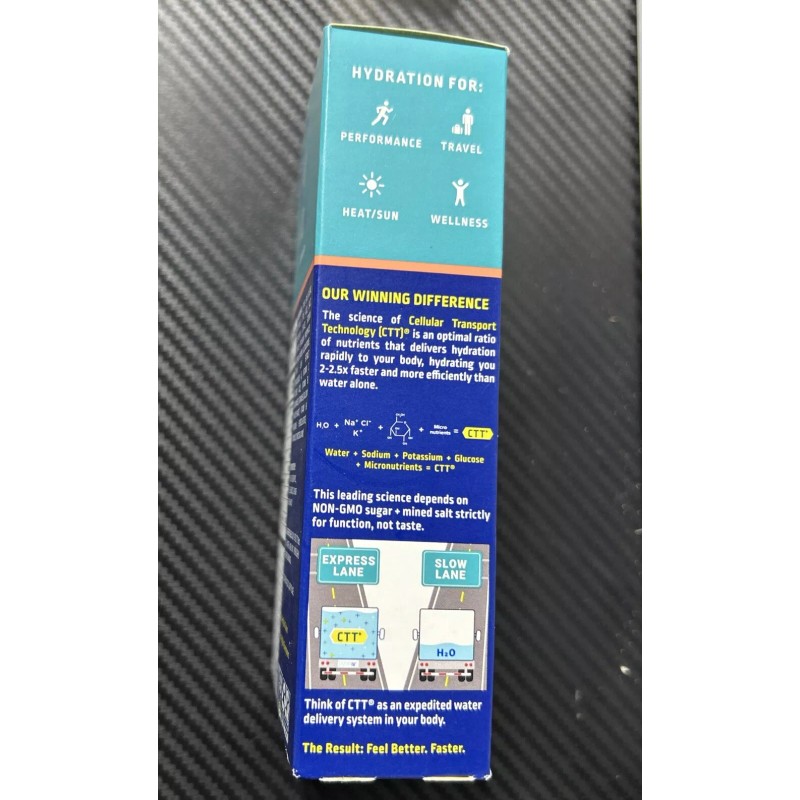 HYDRATION FOR:
PERFORMANCE TRAVEL
HEAT/SUN WELLNESS
OUR WINNING DIFFERENCE
The science of Cellular Transport
Technology (CTT)® is an optimal ratio
of nutrients that delivers hydration
rapidly to your body, hydrating you
2-2.5x faster and more efficiently than
water alone.
H₂O + Na⁺ Cl⁻ K⁺ + + Micro nutrients = CTT®
Water + Sodium + Potassium + Glucose
+ Micronutrients = CTT®
This leading science depends on
NON-GMO sugar + mined salt strictly
for function, not taste.
EXPRESS
LANE
SLOW
LANE
CTT®
H₂O
Think of CTT® as an expedited water
delivery system in your body.
The Result: Feel Better. Faster.